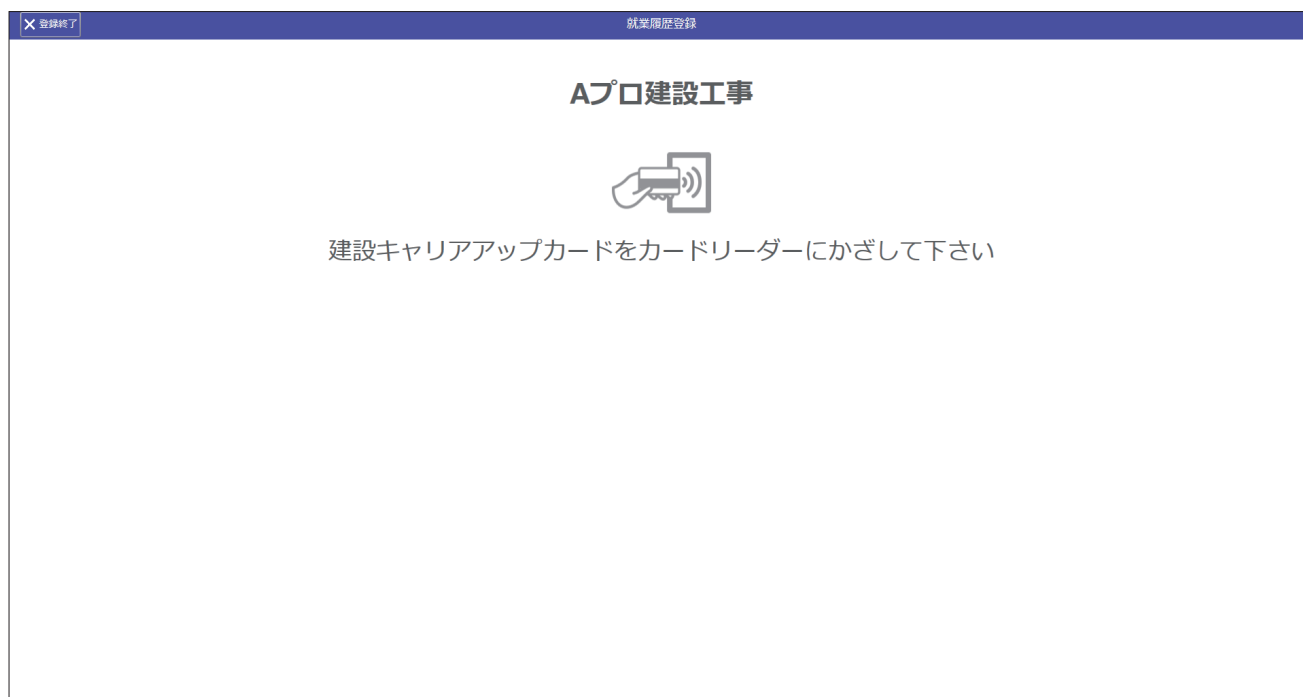 登録終了
就業履歴登録
Aプロ建設工事
建設キャリアアップカードをカードリーダーにかざして下さい